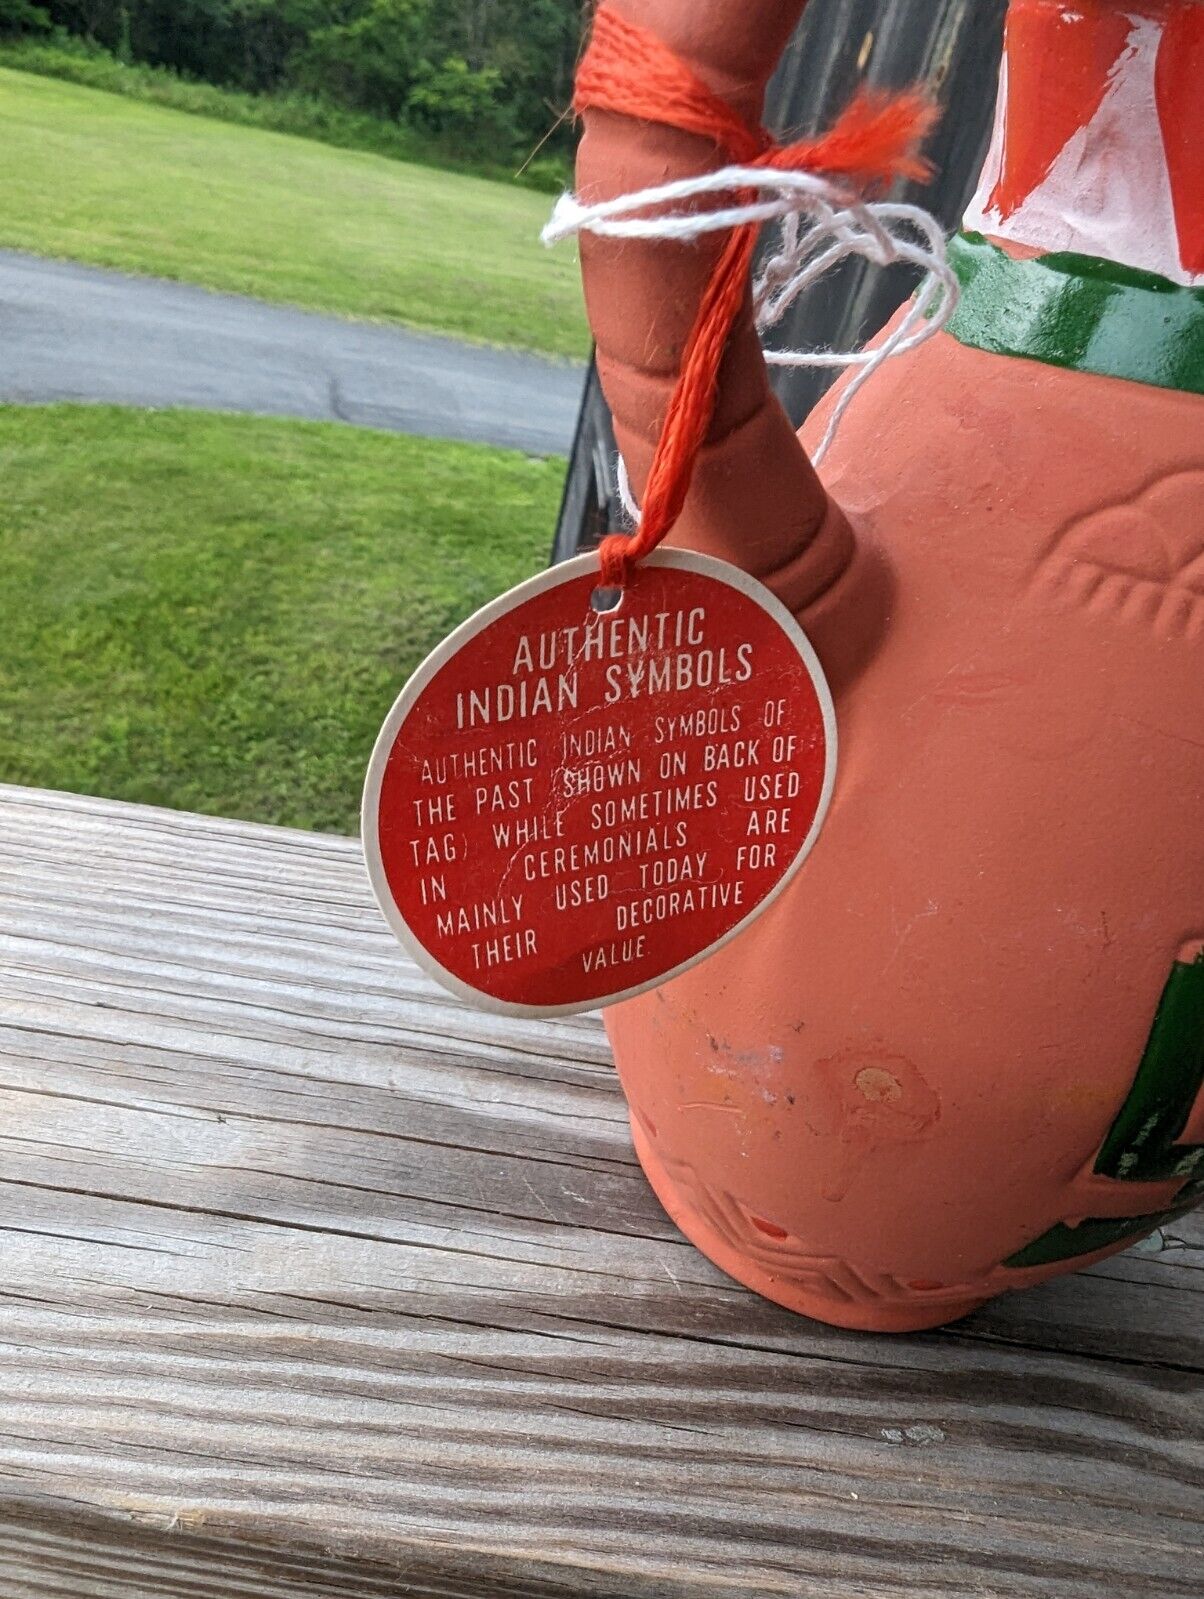 AUTHENTIC
INDIAN SYMBOLS
AUTHENTIC INDIAN SYMBOLS OF
THE PAST SHOWN ON BACK OF
TAG) WHILE SOMETIMES USED
IN CEREMONIALS ARE
MAINLY USED TODAY FOR
THEIR DECORATIVE
VALUE.